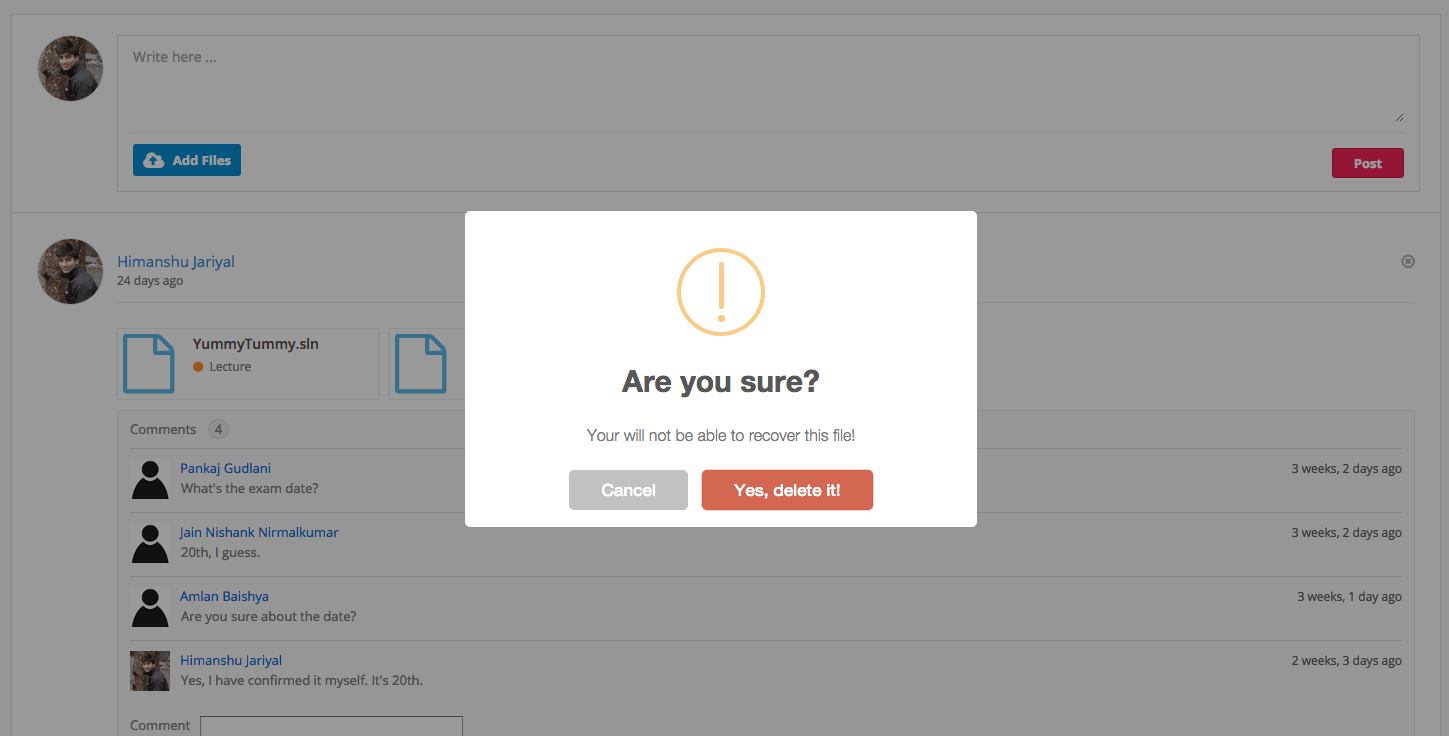 Write here ...
Add Files
Post
Himanshu Jariyal
24 days ago
YummyTummy.sln
Lecture
Are you sure?
Your will not be able to recover this file!
Cancel
Yes, delete it!
Comments 4
Pankaj Gudlani
3 weeks, 2 days ago
What's the exam date?
Jain Nishank Nirmalkumar
3 weeks, 2 days ago
20th, I guess.
Amlan Baishya
3 weeks, 1 day ago
Are you sure about the date?
Himanshu Jariyal
2 weeks, 3 days ago
Yes, I have confirmed it myself. It's 20th.
Comment